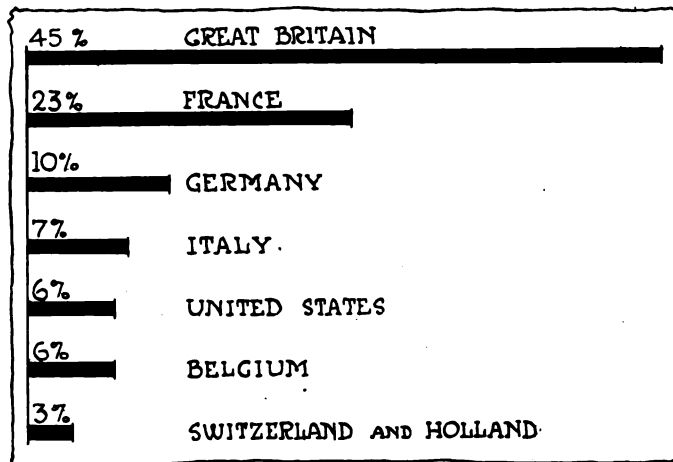 45 % GREAT BRITAIN
23% FRANCE
10%
GERMANY
7%
ITALY.
6%
UNITED STATES
6%
BELGIUM
3%
SWITZERLAND AND HOLLAND